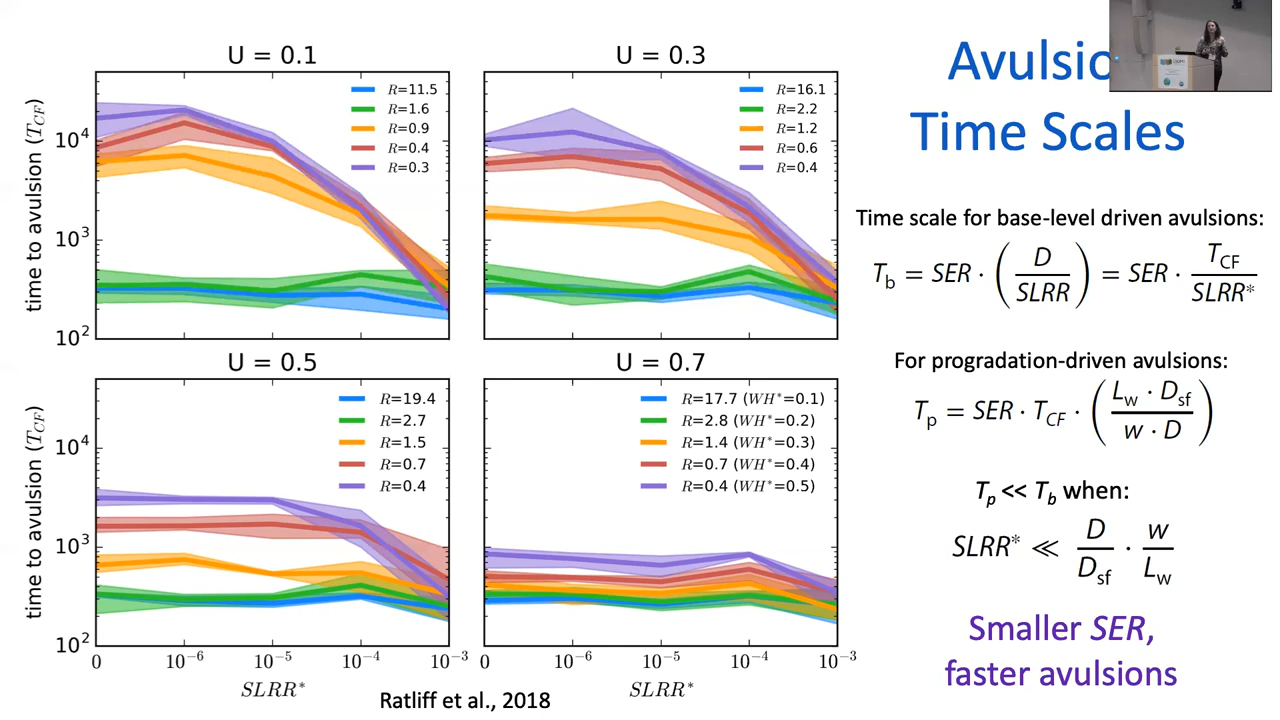 U = 0.1
time to avulsion (T_CF)
10^4
10^3
10^2
R=11.5
R=1.6
R=0.9
R=0.4
R=0.3
U = 0.3
R=16.1
R=2.2
R=1.2
R=0.6
R=0.4
U = 0.5
time to avulsion (T_CF)
10^4
10^3
10^2
R=19.4
R=2.7
R=1.5
R=0.7
R=0.4
0 10^-6 10^-5 10^-4 10^-3
SLRR*
U = 0.7
R=17.7 (WH*=0.1)
R=2.8 (WH*=0.2)
R=1.4 (WH*=0.3)
R=0.7 (WH*=0.4)
R=0.4 (WH*=0.5)
0 10^-6 10^-5 10^-4 10^-3
SLRR*
Ratliff et al., 2018
Avulsio
Time Scales
Time scale for base-level driven avulsions:
T_b = SER · (D/SLRR) = SER · T_CF/SLRR*
For progradation-driven avulsions:
T_p = SER · T_CF · (L_w · D_sf / w · D)
T_p << T_b when:
SLRR* ≪ D/D_sf · w/L_w
Smaller SER,
faster avulsions